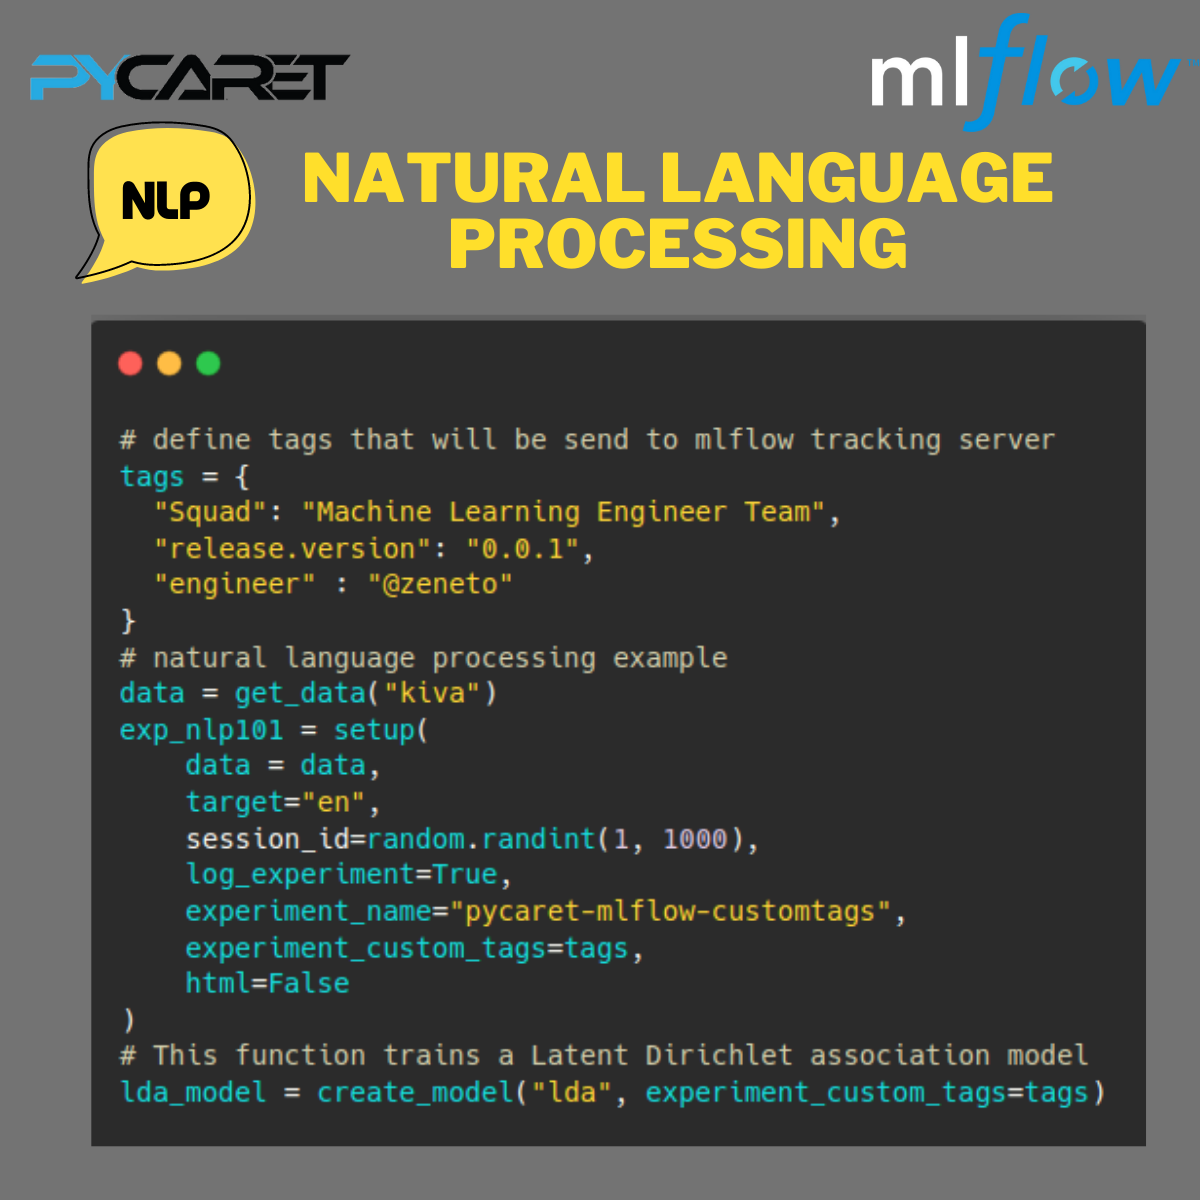 PYCARET
mlflow
NLP
NATURAL LANGUAGE
PROCESSING
# define tags that will be send to mlflow tracking server
tags = {
  "Squad": "Machine Learning Engineer Team",
  "release.version": "0.0.1",
  "engineer" : "@zeneto"
}
# natural language processing example
data = get_data("kiva")
exp_nlp101 = setup(
    data = data,
    target="en",
    session_id=random.randint(1, 1000),
    log_experiment=True,
    experiment_name="pycaret-mlflow-customtags",
    experiment_custom_tags=tags,
    html=False
)
# This function trains a Latent Dirichlet association model
lda_model = create_model("lda", experiment_custom_tags=tags)